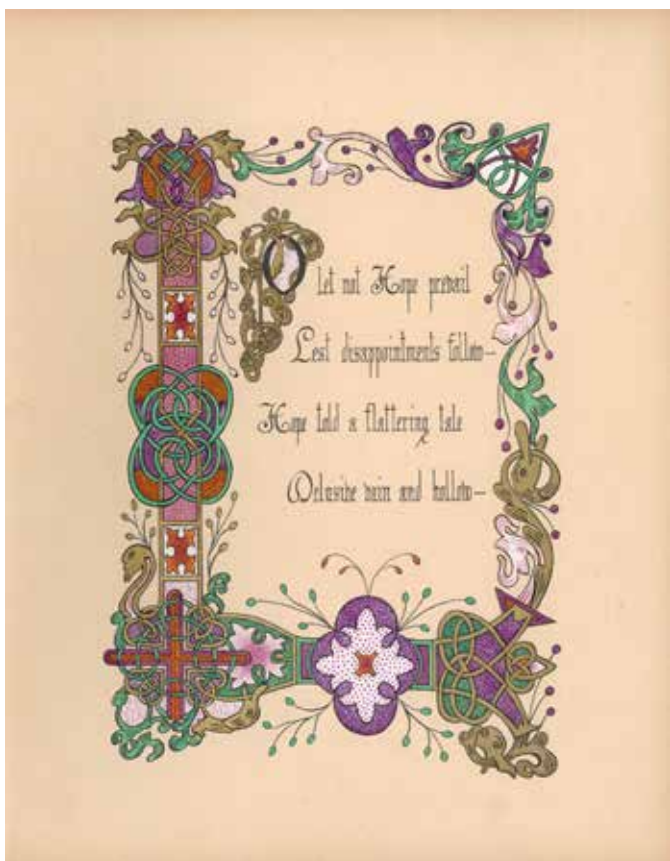 O let not Hope prevail
Lest disappointments follow—
Hope told a flattering tale
Delusive vain and hollow—